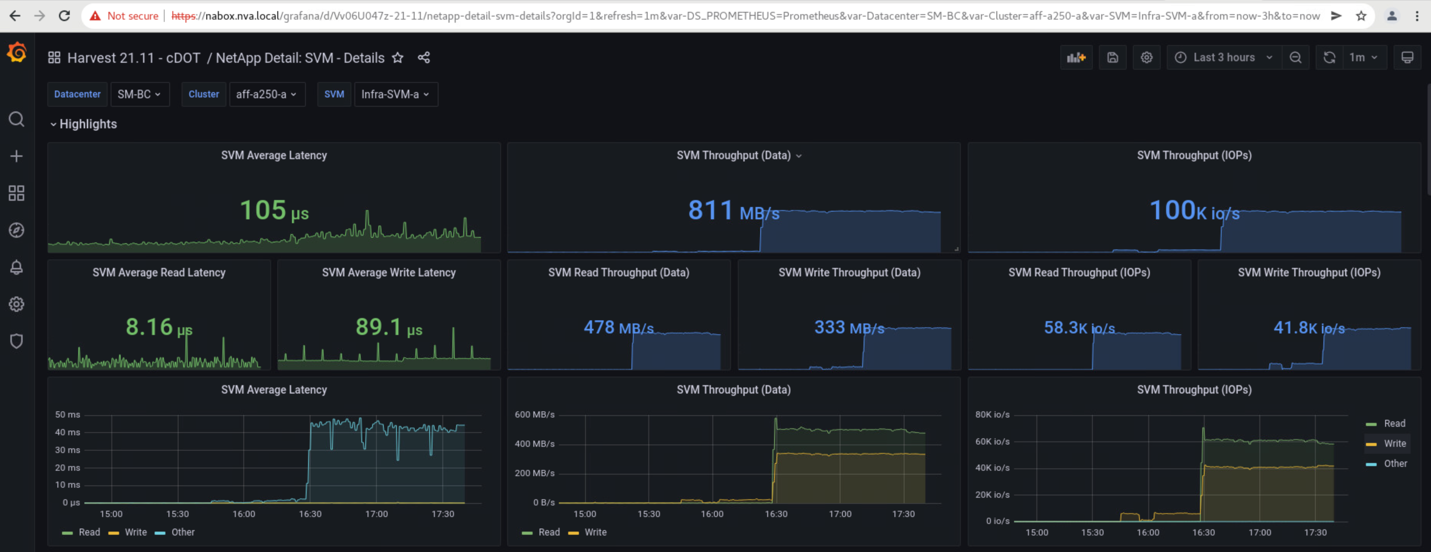 Not secure https://nabox.nva.local/grafana/d/Vv06U047z-21-11/netapp-detail-svm-details?orgId=1&refresh=1m&var-DS_PROMETHEUS=Prometheus&var-Datacenter=SM-BC&var-Cluster=aff-a250-a&var-SVM=Infra-SVM-a&from=now-3h&to=now
Harvest 21.11 - cDOT / NetApp Detail: SVM - Details Last 3 hours 1m
Datacenter SM-BC Cluster aff-a250-a SVM Infra-SVM-a
Highlights
SVM Average Latency
105 µs
SVM Throughput (Data)
811 MB/s
SVM Throughput (IOPs)
100K io/s
SVM Average Read Latency
8.16 µs
SVM Average Write Latency
89.1 µs
SVM Read Throughput (Data)
478 MB/s
SVM Write Throughput (Data)
333 MB/s
SVM Read Throughput (IOPs)
58.3K io/s
SVM Write Throughput (IOPs)
41.8K io/s
SVM Average Latency
50 ms
40 ms
30 ms
20 ms
10 ms
0 µs
15:00 15:30 16:00 16:30 17:00 17:30
Read Write Other
SVM Throughput (Data)
600 MB/s
400 MB/s
200 MB/s
0 B/s
15:00 15:30 16:00 16:30 17:00 17:30
Read Write
SVM Throughput (IOPs)
80K io/s
60K io/s
40K io/s
20K io/s
0 io/s
15:00 15:30 16:00 16:30 17:00 17:30
Read
Write
Other